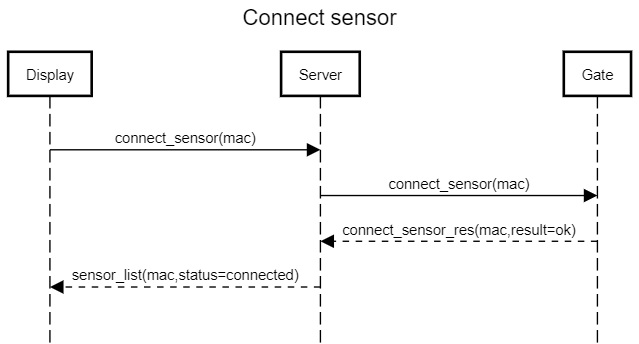 Connect sensor
Display
Server
Gate
connect_sensor(mac)
connect_sensor(mac)
connect_sensor_res(mac,result=ok)
sensor_list(mac,status=connected)